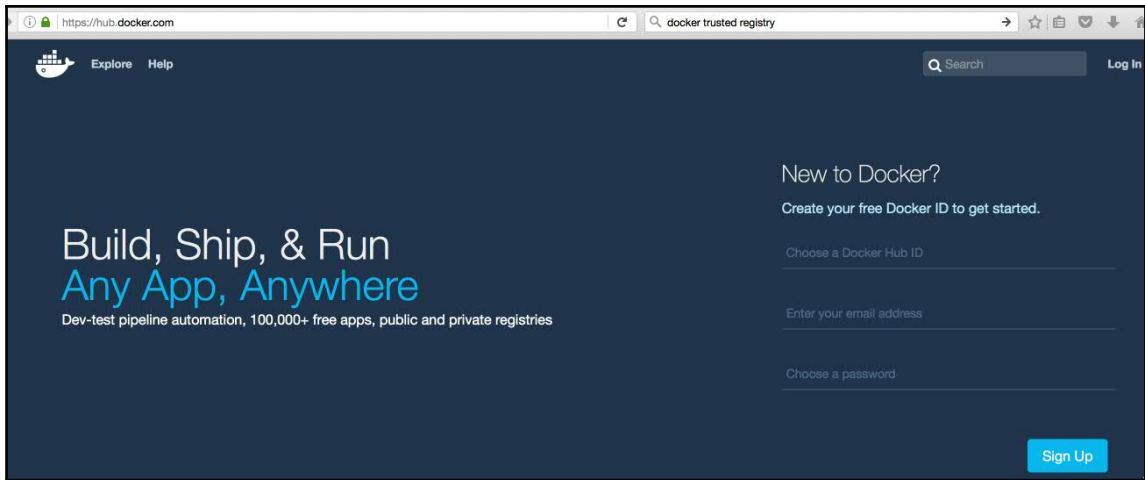 https://hub.docker.com
docker trusted registry
Explore Help
Search
Log In
New to Docker?
Create your free Docker ID to get started.
Choose a Docker Hub ID
Build, Ship, & Run
Any App, Anywhere
Dev-test pipeline automation, 100,000+ free apps, public and private registries
Enter your email address
Choose a password
Sign Up